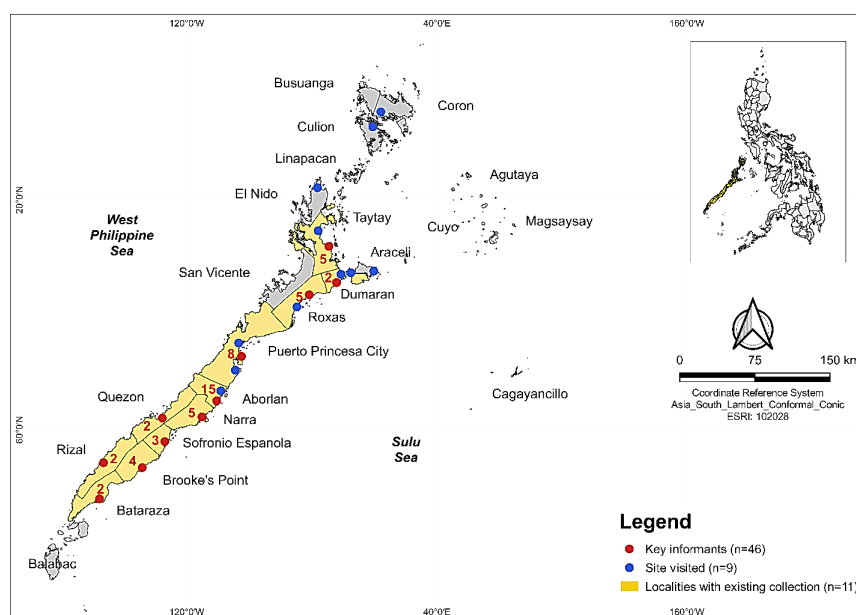 120°0'W
4°0'E
160°0'W
Busuanga
Coron
Culion
Linapacan
Agutaya
20°0'N
El Nido
Taytay
West
Philippine
Sea
Cuyo
Magsaysay
Araceli
5
San Vicente
2
Dumaran
5
Roxas
8
Puerto Princesa City
0
75
150 km
15
Coordinate Reference System
Asia_South_Lambert_Conformal_Conic
ESRI: 102028
Quezon
Aborlan
Cagayancillo
5
Narra
2
60°0'N
3
Sofronio Espanola
Sulu
Sea
Rizal
2
4
Brooke's Point
2
Bataraza
Legend
Key informants (n=46)
Balabac
Site visited (n=9)
Localities with existing collection (n=11)
120°0'W
4°0'E
160°0'W